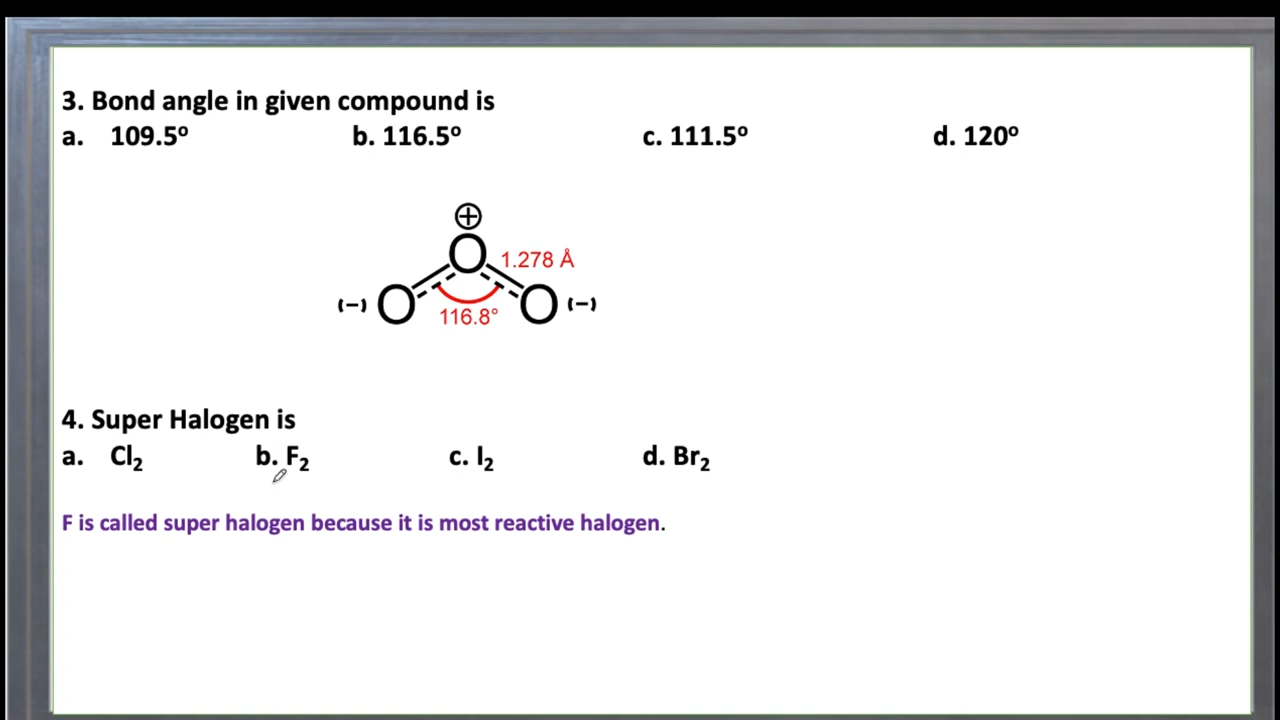 3. Bond angle in given compound is
a. 109.5º b. 116.5º c. 111.5º d. 120º
⊕
O 1.278 Å
(−) O O (−)
116.8°
4. Super Halogen is
a. Cl₂ b. F₂ c. I₂ d. Br₂
F is called super halogen because it is most reactive halogen.